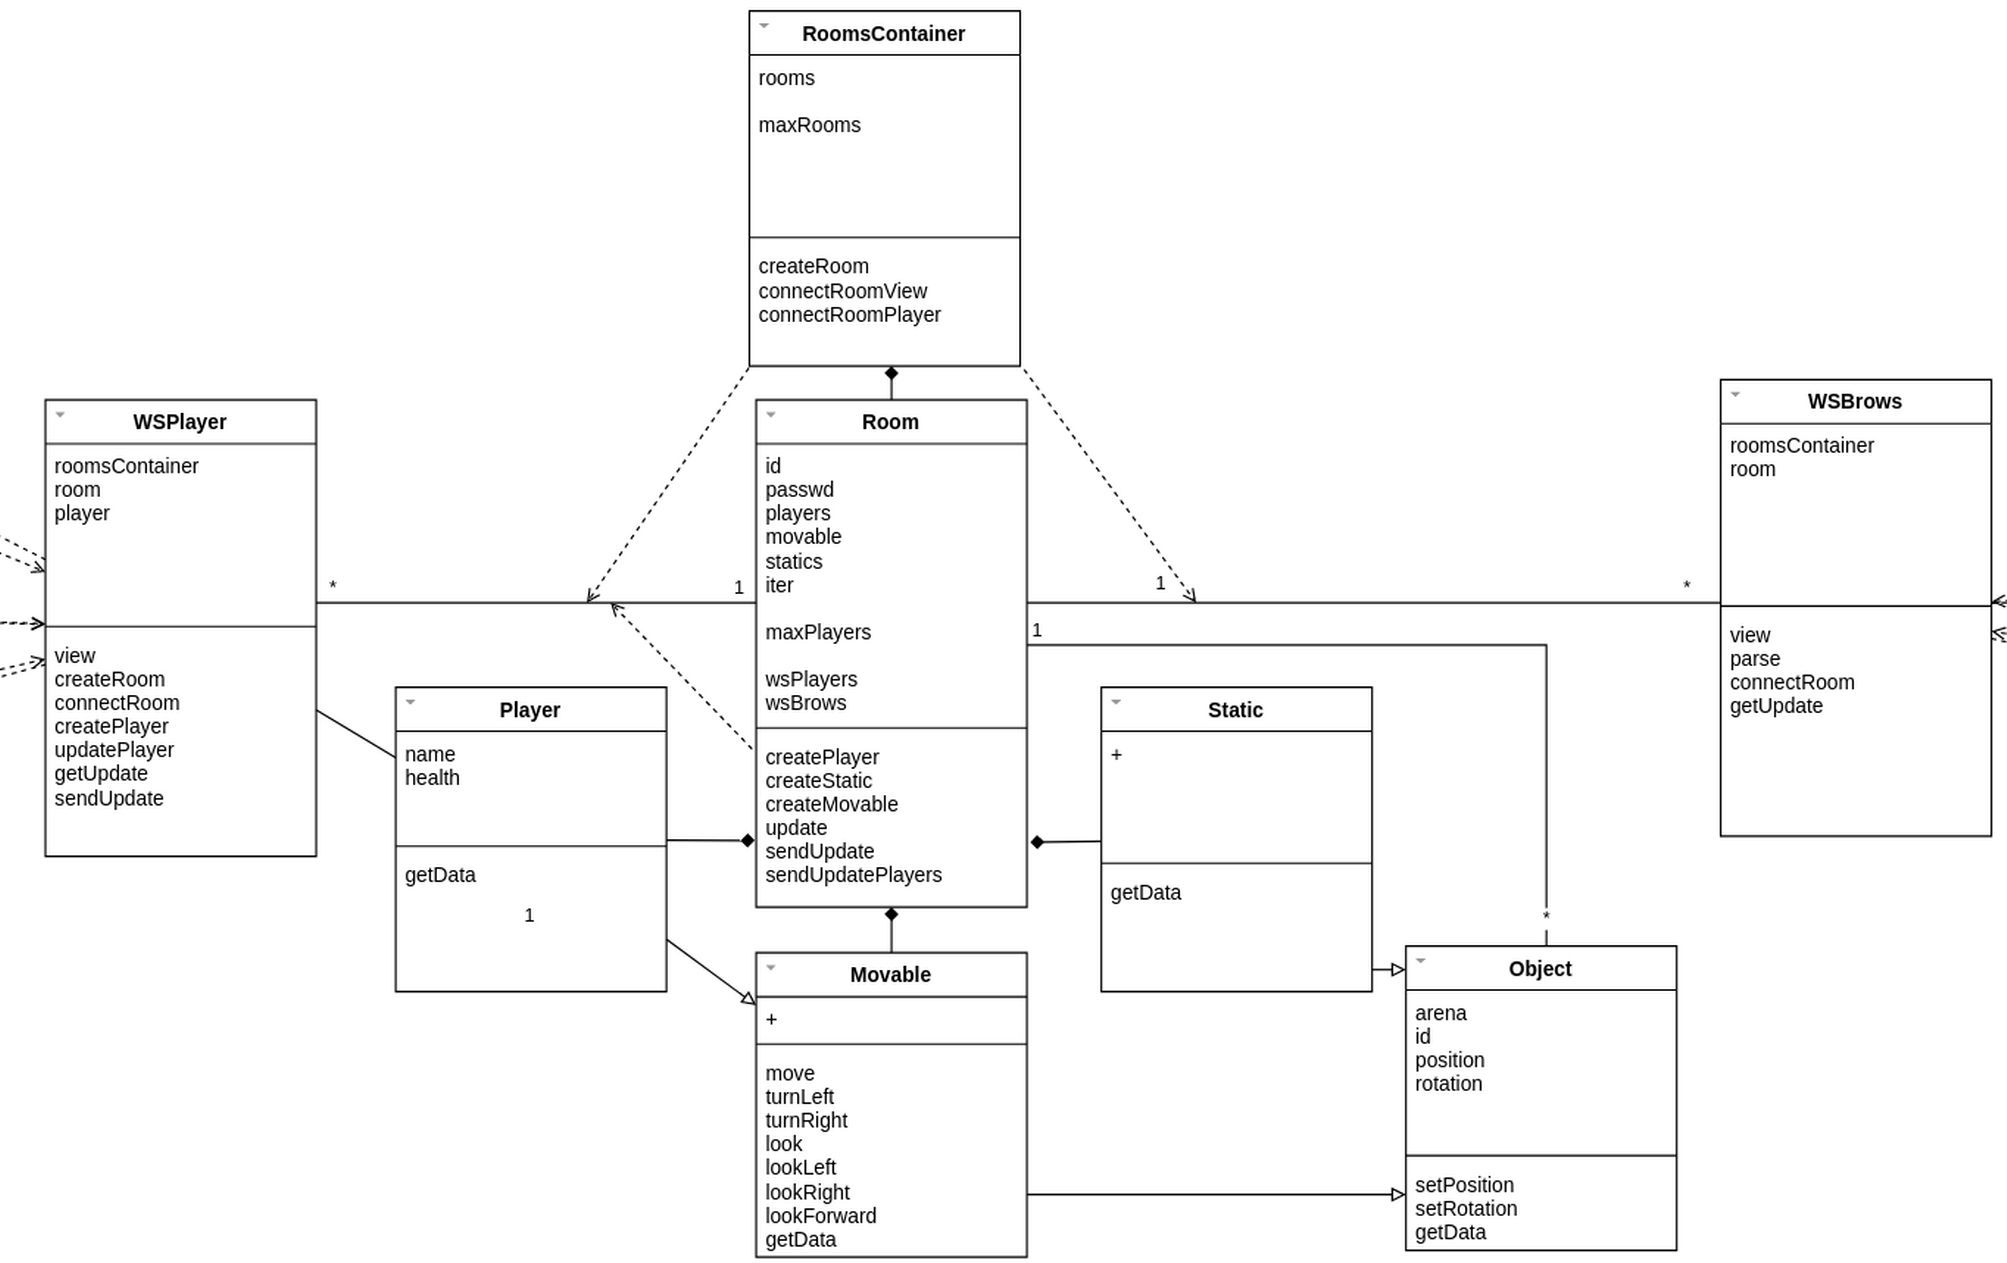 RoomsContainer
rooms
maxRooms
createRoom
connectRoomView
connectRoomPlayer
WSPlayer
roomsContainer
room
player
view
createRoom
connectRoom
createPlayer
updatePlayer
getUpdate
sendUpdate
*
1
Room
id
passwd
players
movable
statics
iter
maxPlayers
wsPlayers
wsBrows
createPlayer
createStatic
createMovable
update
sendUpdate
sendUpdatePlayers
1
*
1
*
WSBrows
roomsContainer
room
view
parse
connectRoom
getUpdate
Player
name
health
getData
1
Static
+
getData
Movable
+
move
turnLeft
turnRight
look
lookLeft
lookRight
lookForward
getData
Object
arena
id
position
rotation
setPosition
setRotation
getData